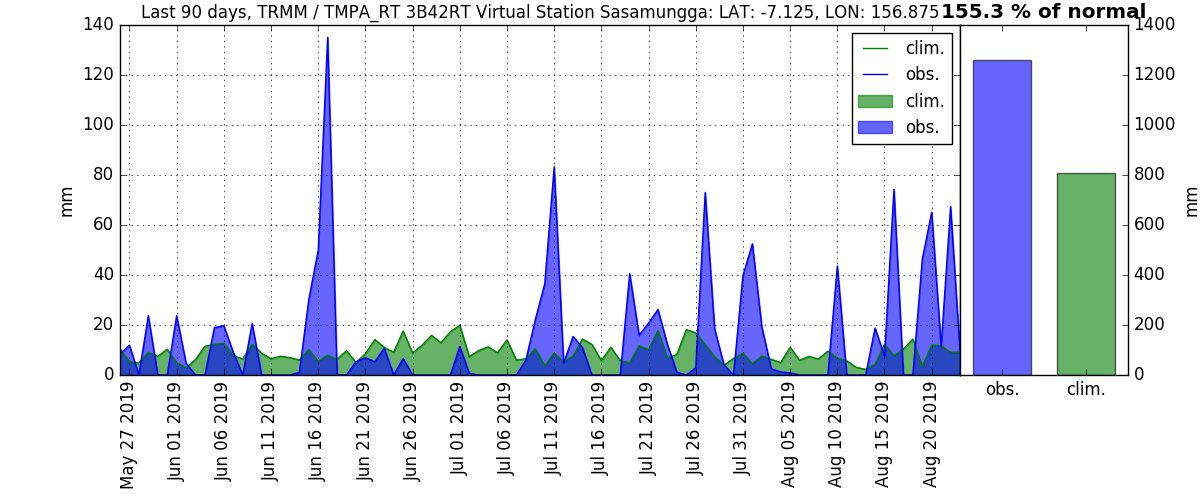 Last 90 days, TRMM / TMPA_RT 3B42RT Virtual Station Sasamungga: LAT: -7.125, LON: 156.875 155.3 % of normal
140
120
100
80
60
40
20
0
mm
clim.
obs.
clim.
obs.
May 27 2019
Jun 01 2019
Jun 06 2019
Jun 11 2019
Jun 16 2019
Jun 21 2019
Jun 26 2019
Jul 01 2019
Jul 06 2019
Jul 11 2019
Jul 16 2019
Jul 21 2019
Jul 26 2019
Jul 31 2019
Aug 05 2019
Aug 10 2019
Aug 15 2019
Aug 20 2019
1400
1200
1000
800
600
400
200
0
mm
obs.
clim.